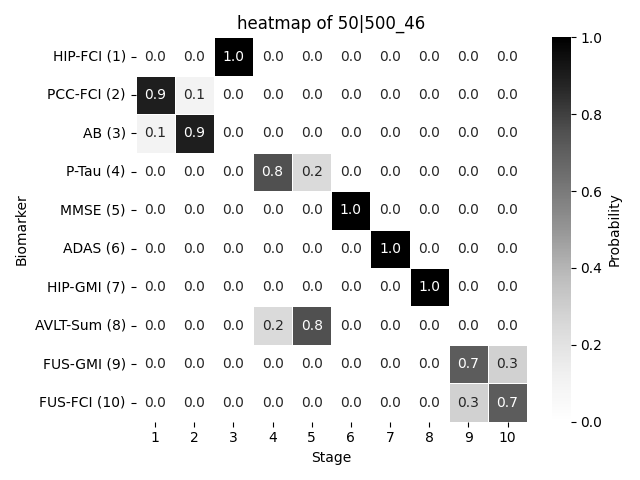 heatmap of 50|500_46
HIP-FCI (1) 0.0 0.0 1.0 0.0 0.0 0.0 0.0 0.0 0.0 0.0
PCC-FCI (2) 0.9 0.1 0.0 0.0 0.0 0.0 0.0 0.0 0.0 0.0
AB (3) 0.1 0.9 0.0 0.0 0.0 0.0 0.0 0.0 0.0 0.0
P-Tau (4) 0.0 0.0 0.0 0.8 0.2 0.0 0.0 0.0 0.0 0.0
MMSE (5) 0.0 0.0 0.0 0.0 0.0 1.0 0.0 0.0 0.0 0.0
ADAS (6) 0.0 0.0 0.0 0.0 0.0 0.0 1.0 0.0 0.0 0.0
HIP-GMI (7) 0.0 0.0 0.0 0.0 0.0 0.0 0.0 1.0 0.0 0.0
AVLT-Sum (8) 0.0 0.0 0.0 0.2 0.8 0.0 0.0 0.0 0.0 0.0
FUS-GMI (9) 0.0 0.0 0.0 0.0 0.0 0.0 0.0 0.0 0.7 0.3
FUS-FCI (10) 0.0 0.0 0.0 0.0 0.0 0.0 0.0 0.0 0.3 0.7
1 2 3 4 5 6 7 8 9 10
Stage
Biomarker
1.0
0.8
0.6
0.4
0.2
0.0
Probability